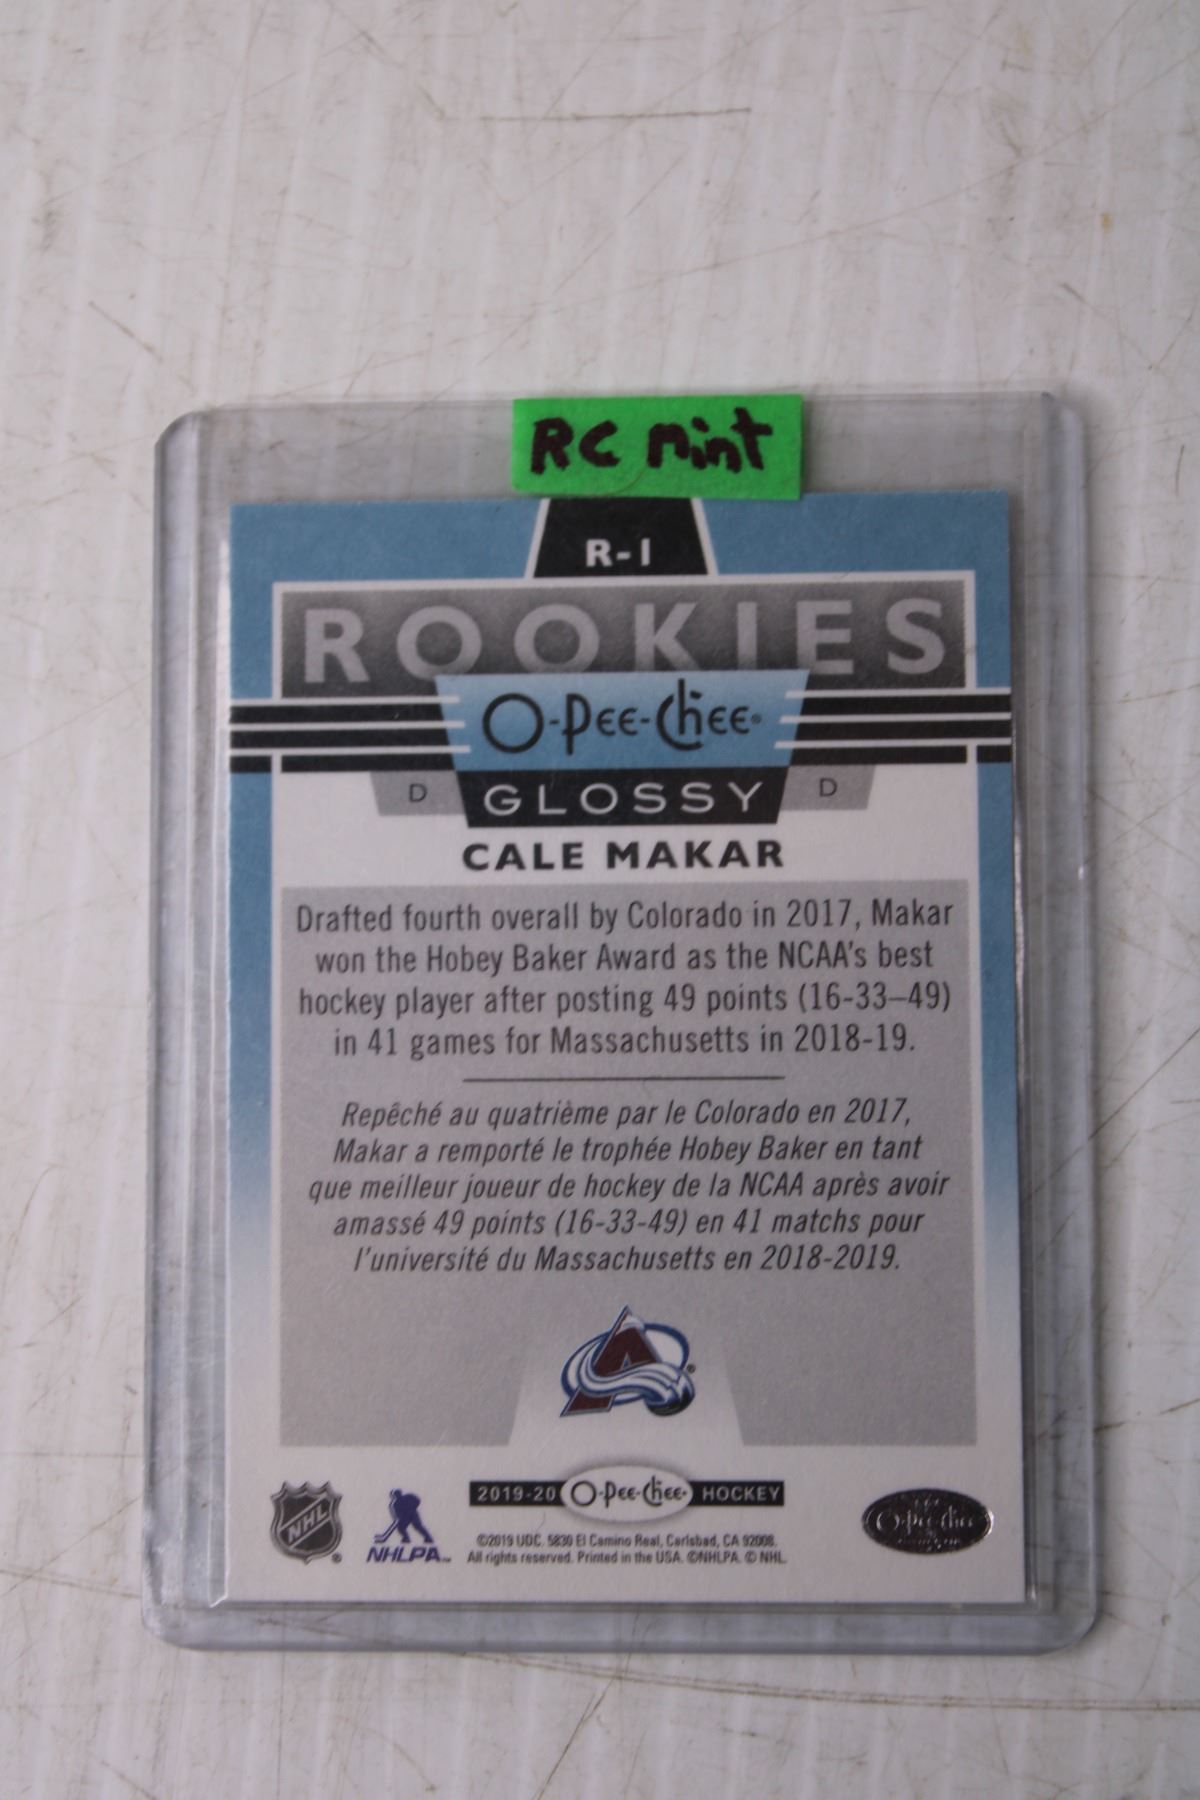 RC mint
R-1
ROOKIES
O-Pee-Chee
D GLOSSY D
CALE MAKAR
Drafted fourth overall by Colorado in 2017, Makar
won the Hobey Baker Award as the NCAA's best
hockey player after posting 49 points (16-33–49)
in 41 games for Massachusetts in 2018-19.
Repêché au quatrième par le Colorado en 2017,
Makar a remporté le trophée Hobey Baker en tant
que meilleur joueur de hockey de la NCAA après avoir
amassé 49 points (16-33-49) en 41 matchs pour
l'université du Massachusetts en 2018-2019.
A
NHL
NHLPA
2019-20 O-Pee-Chee HOCKEY
©2019 UDC. 5830 El Camino Real, Carlsbad, CA 92008.
All rights reserved. Printed in the USA. ©NHLPA. © NHL.
O-Pee-Chee